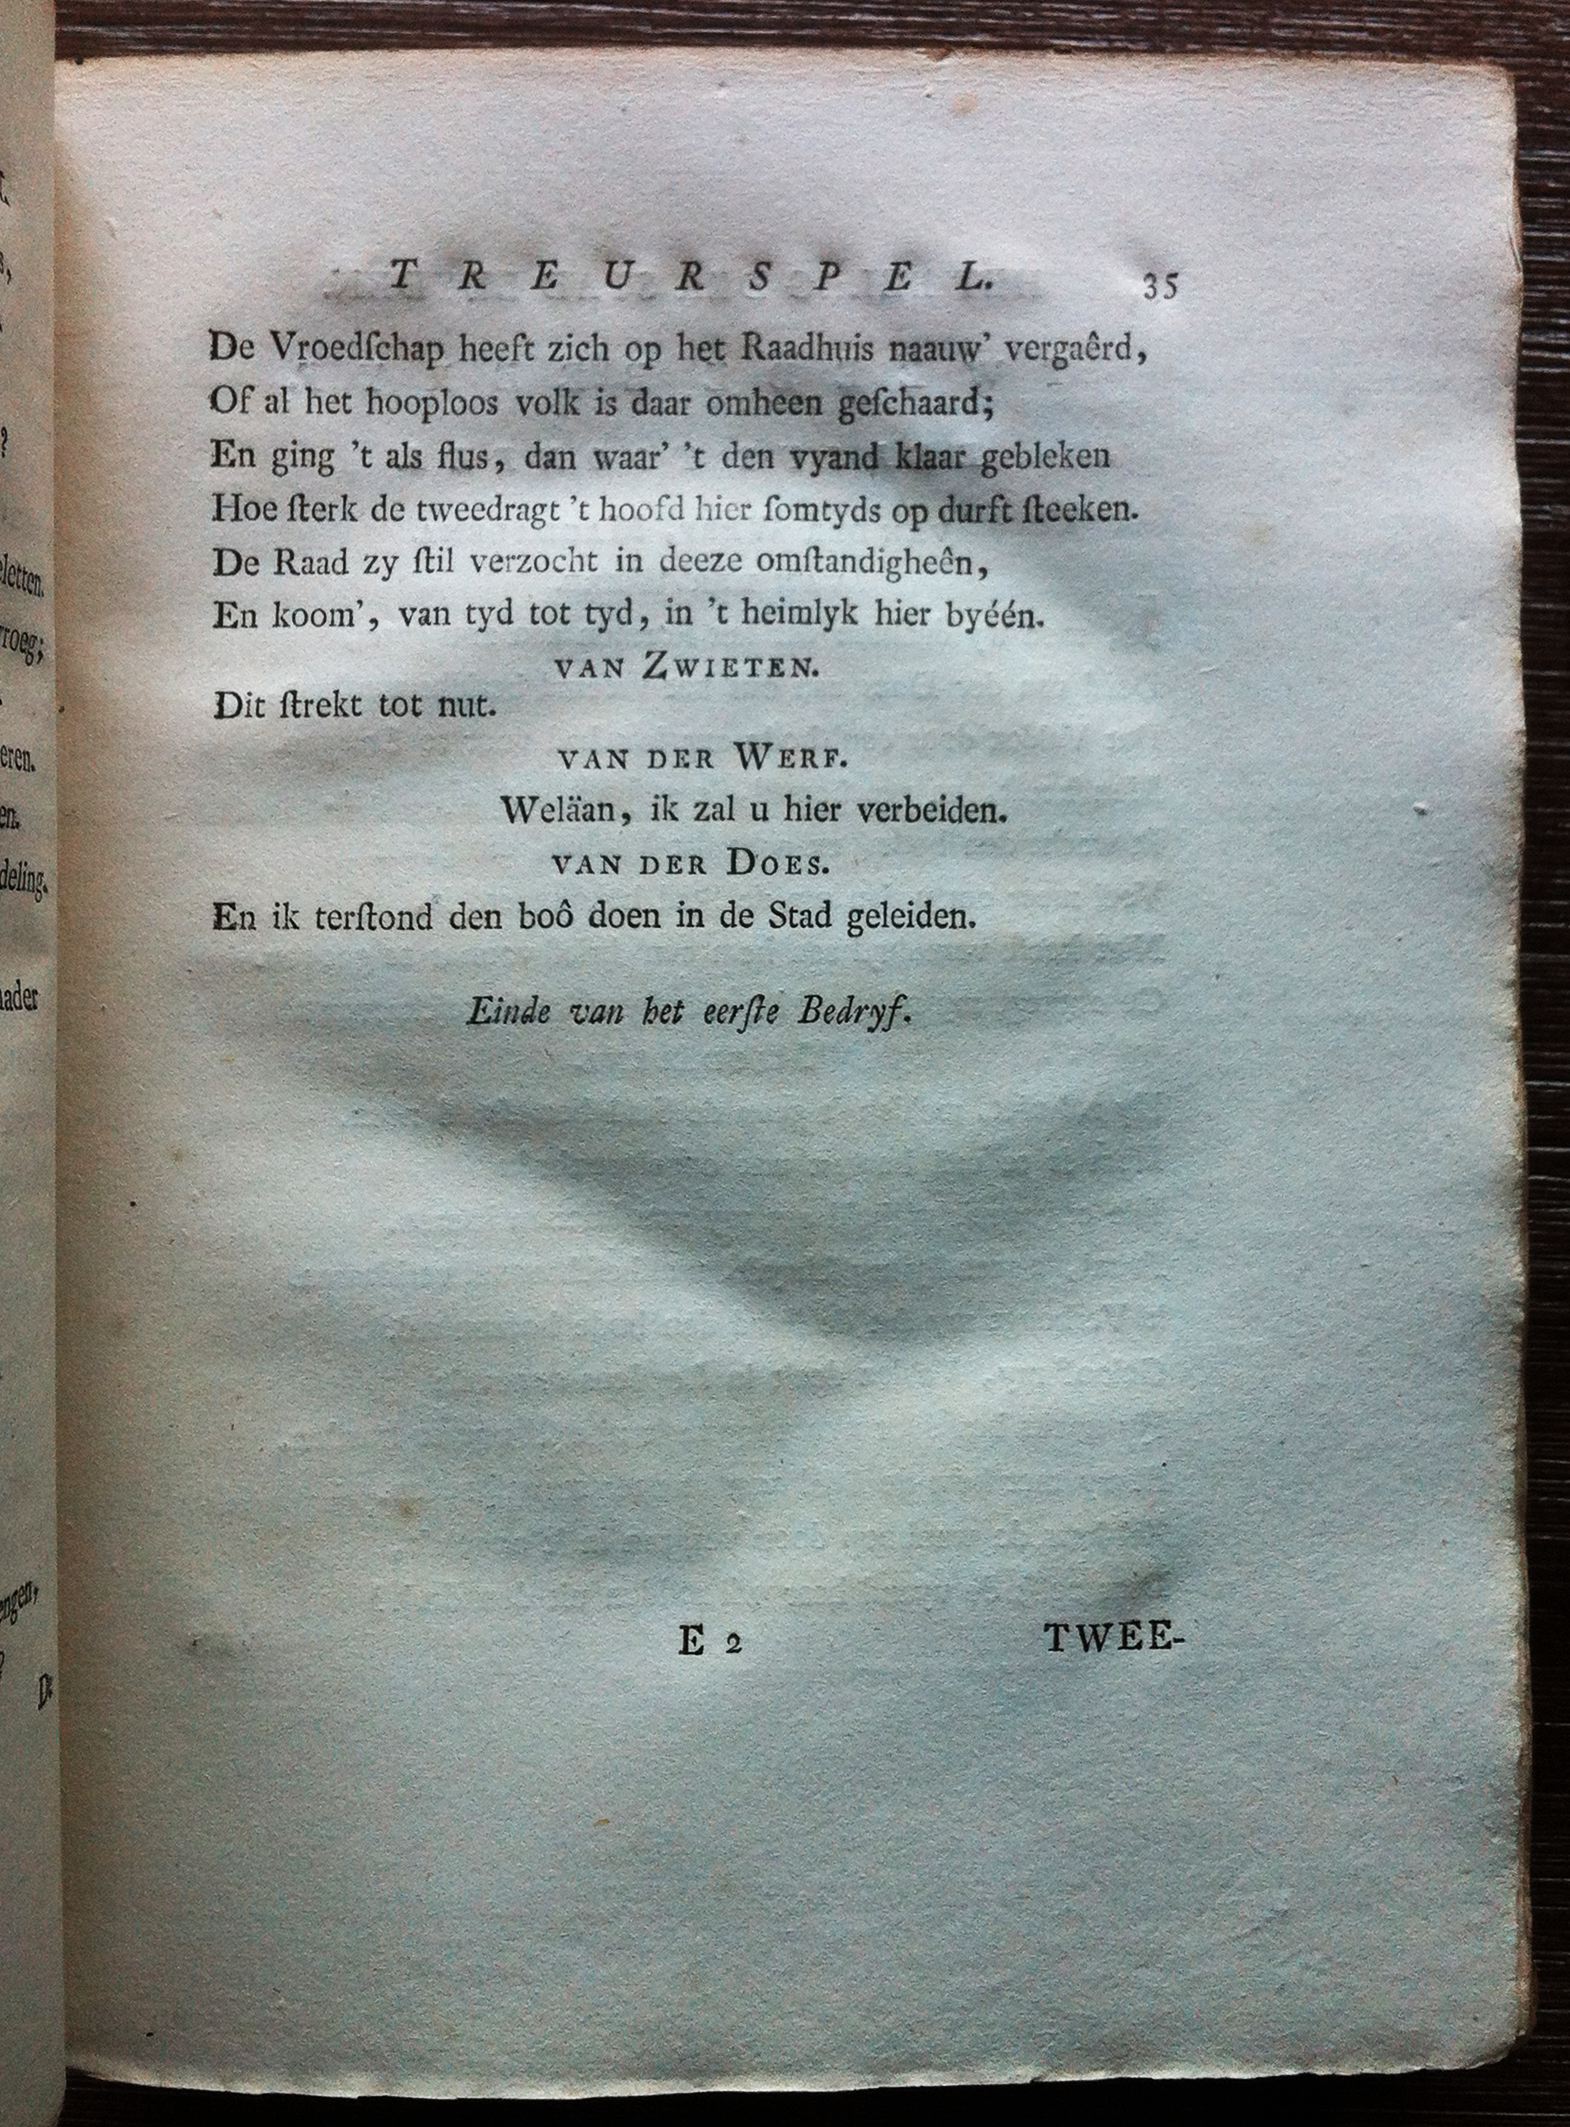 TREURSPEL. 35
De Vroedſchap heeft zich op het Raadhuis naauw’ vergaêrd,
Of al het hooploos volk is daar omheen geſchaard;
En ging ’t als flus, dan waar’ ’t den vyand klaar gebleken
Hoe ſterk de tweedragt ’t hoofd hier ſomtyds op durft ſteeken.
De Raad zy ſtil verzocht in deeze omſtandigheên,
En koom’, van tyd tot tyd, in ’t heimlyk hier byéén.
VAN ZWIETEN.
Dit ſtrekt tot nut.
VAN DER WERF.
Weläan, ik zal u hier verbeiden.
VAN DER DOES.
En ik terſtond den boô doen in de Stad geleiden.
Einde van het eerſte Bedryf.
E 2 TWEE-